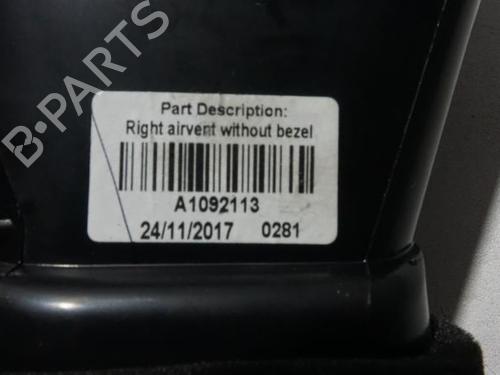 B-PARTS
Part Description:
Right airvent without bezel
A1092113
24/11/2017 0281